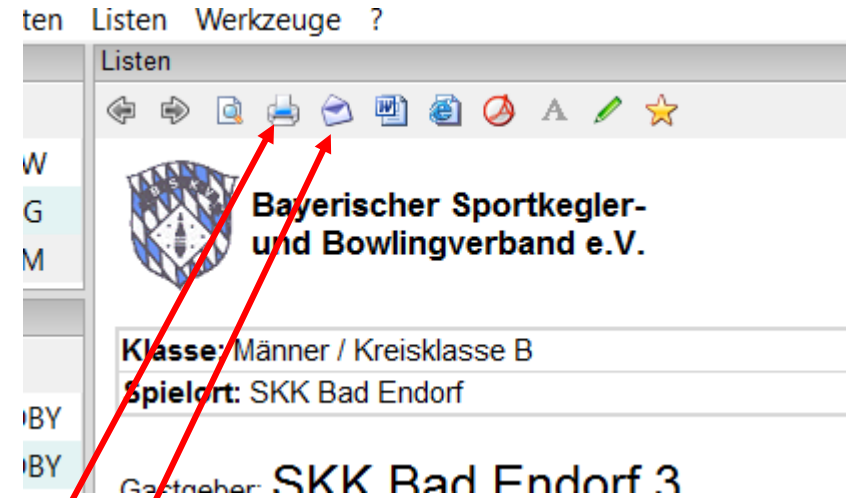 ten Listen Werkzeuge ?
Listen
W
G
M
BSKV
Bayerischer Sportkegler-
und Bowlingverband e.V.
Klasse: Männer / Kreisklasse B
Spielort: SKK Bad Endorf
BY
BY
Gastgeber: SKK Bad Endorf 3